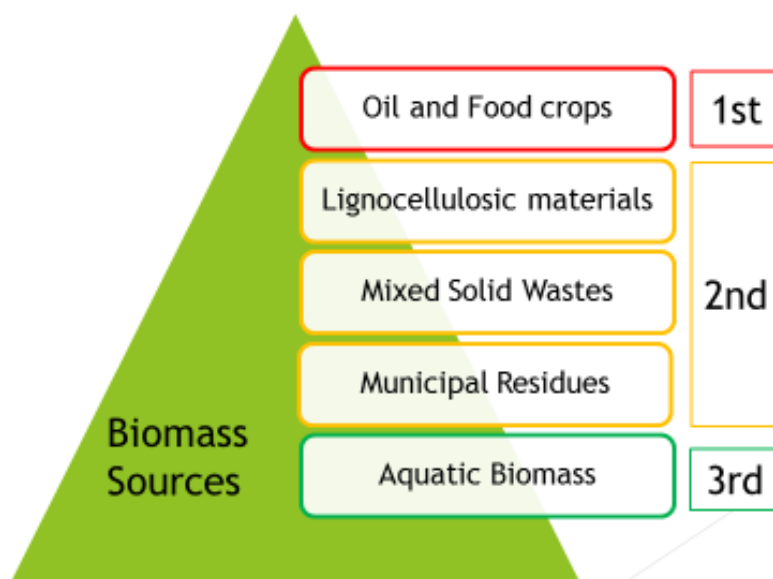 Oil and Food crops
1st
Lignocellulosic materials
Mixed Solid Wastes
2nd
Municipal Residues
Biomass
Sources
Aquatic Biomass
3rd